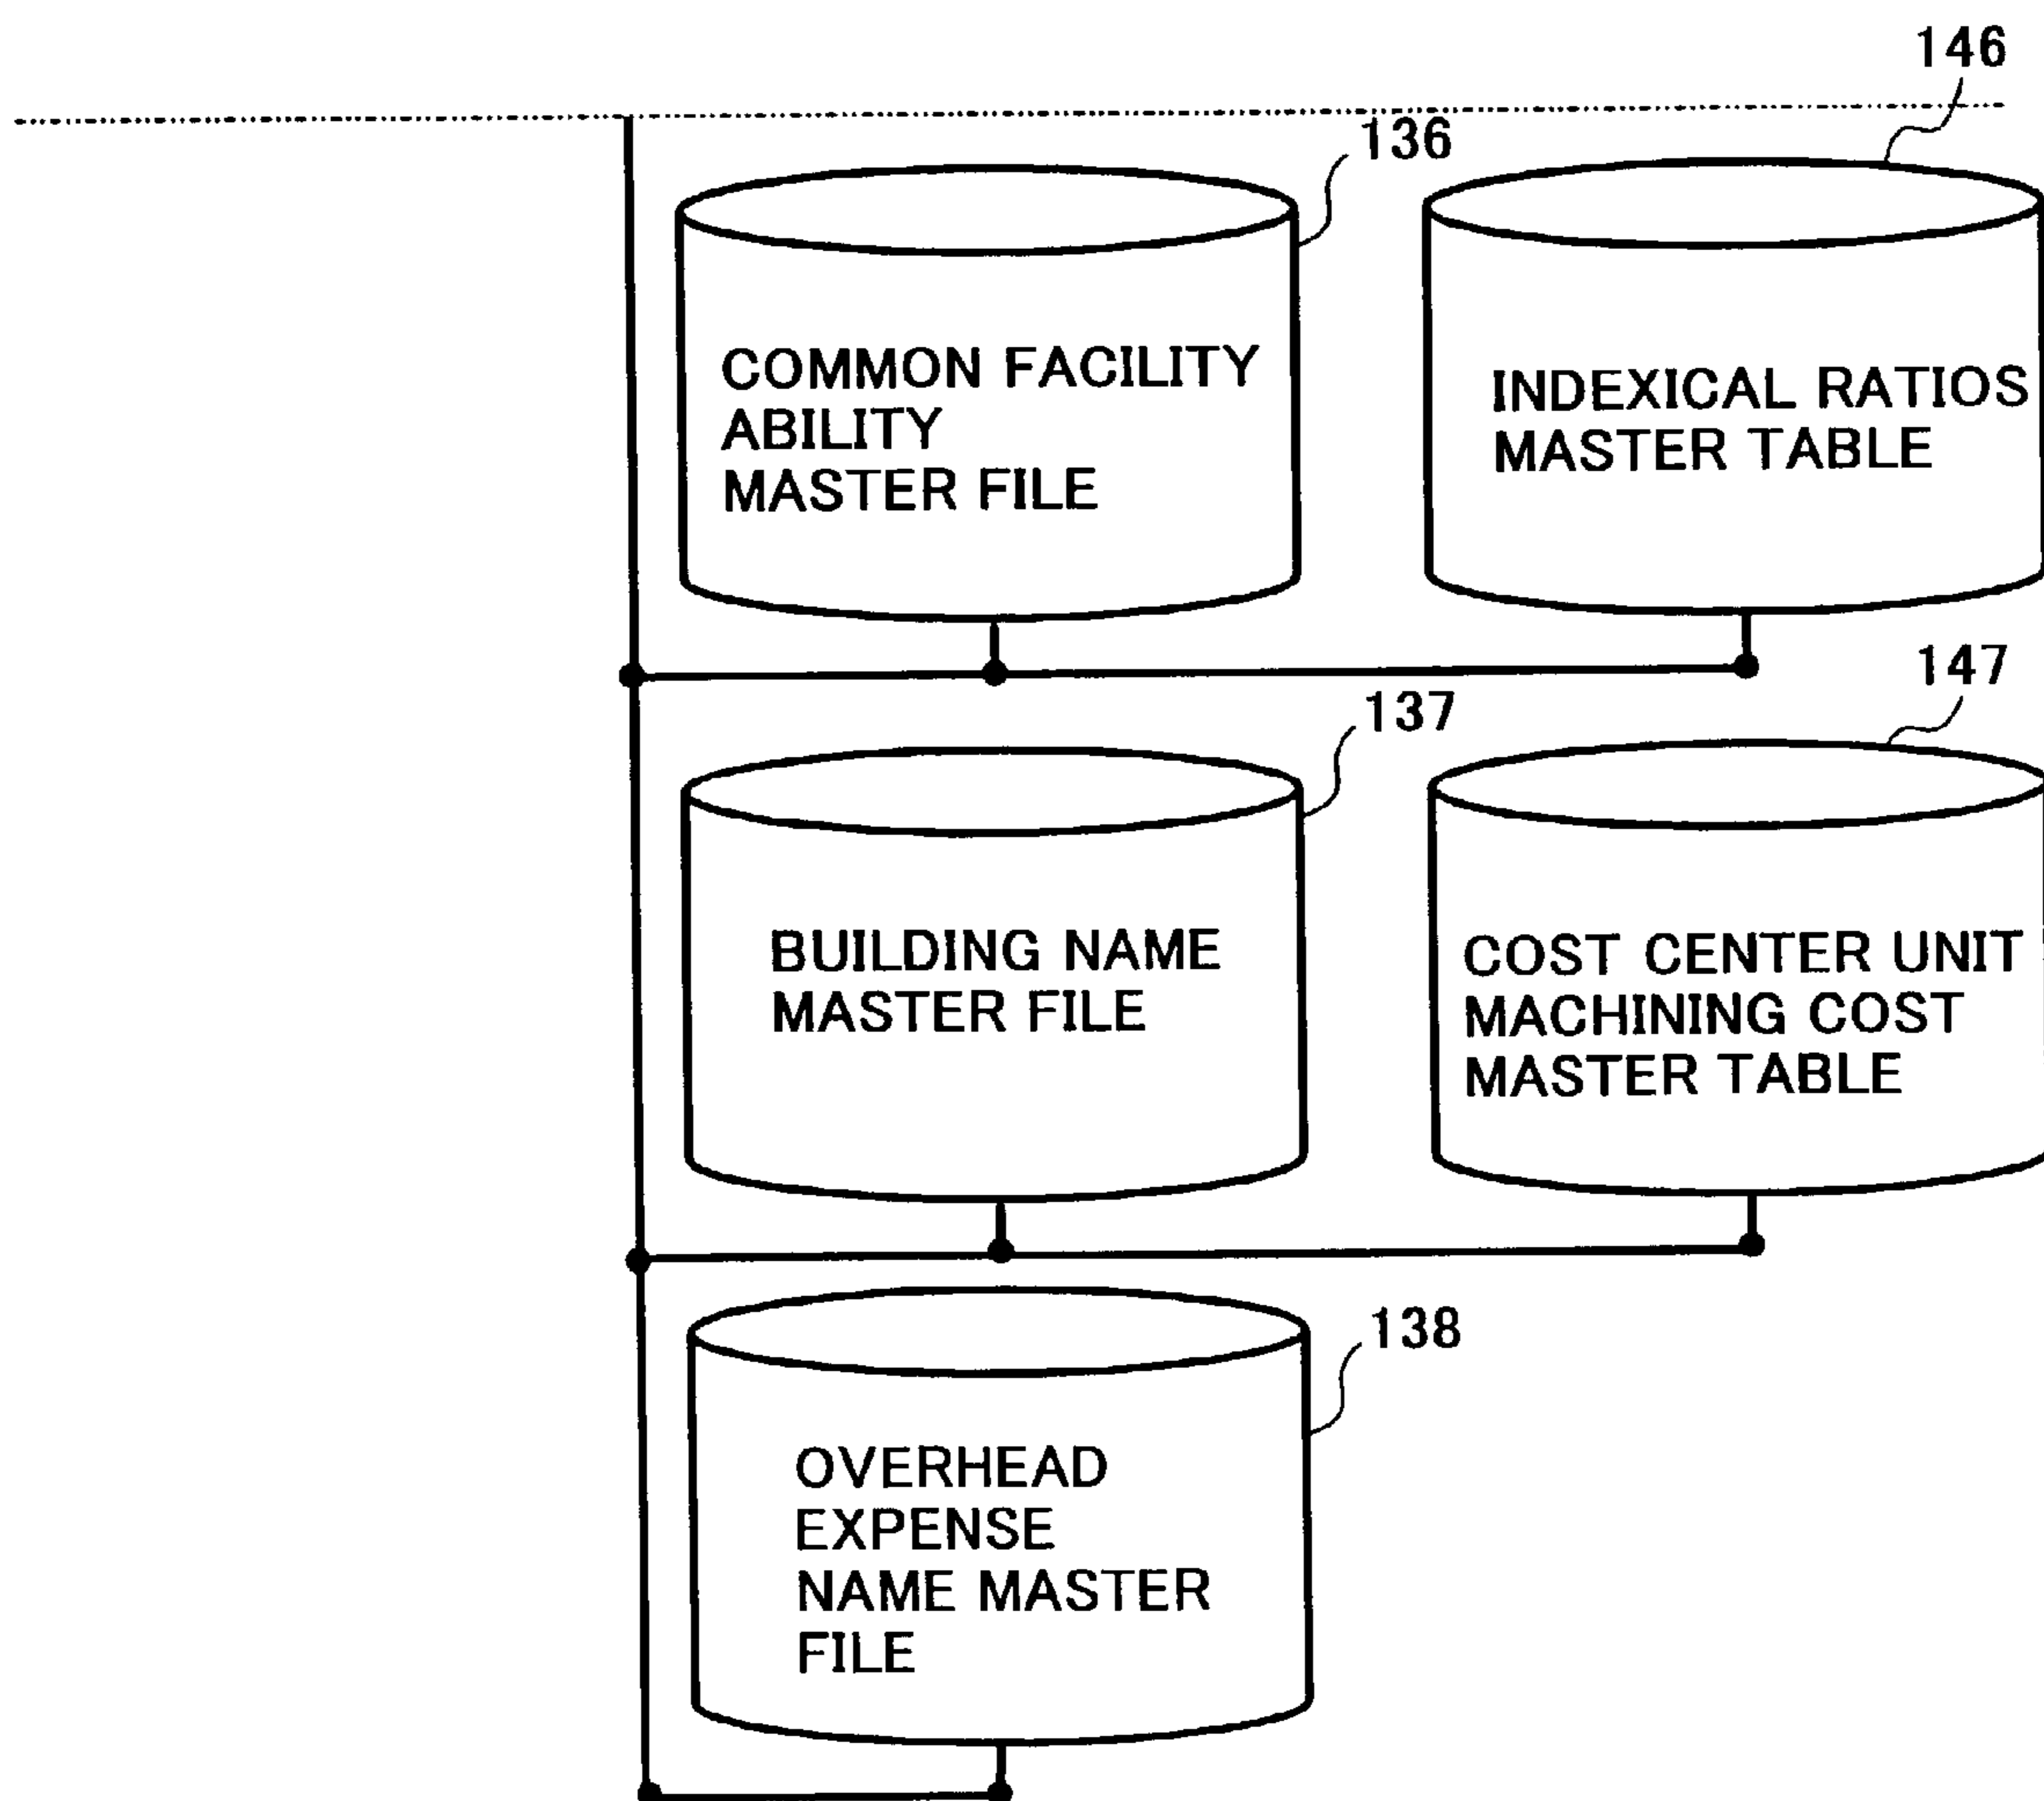 146
136
COMMON FACILITY
ABILITY
MASTER FILE
INDEXICAL RATIOS
MASTER TABLE
147
137
BUILDING NAME
MASTER FILE
COST CENTER UNIT
MACHINING COST
MASTER TABLE
138
OVERHEAD
EXPENSE
NAME MASTER
FILE